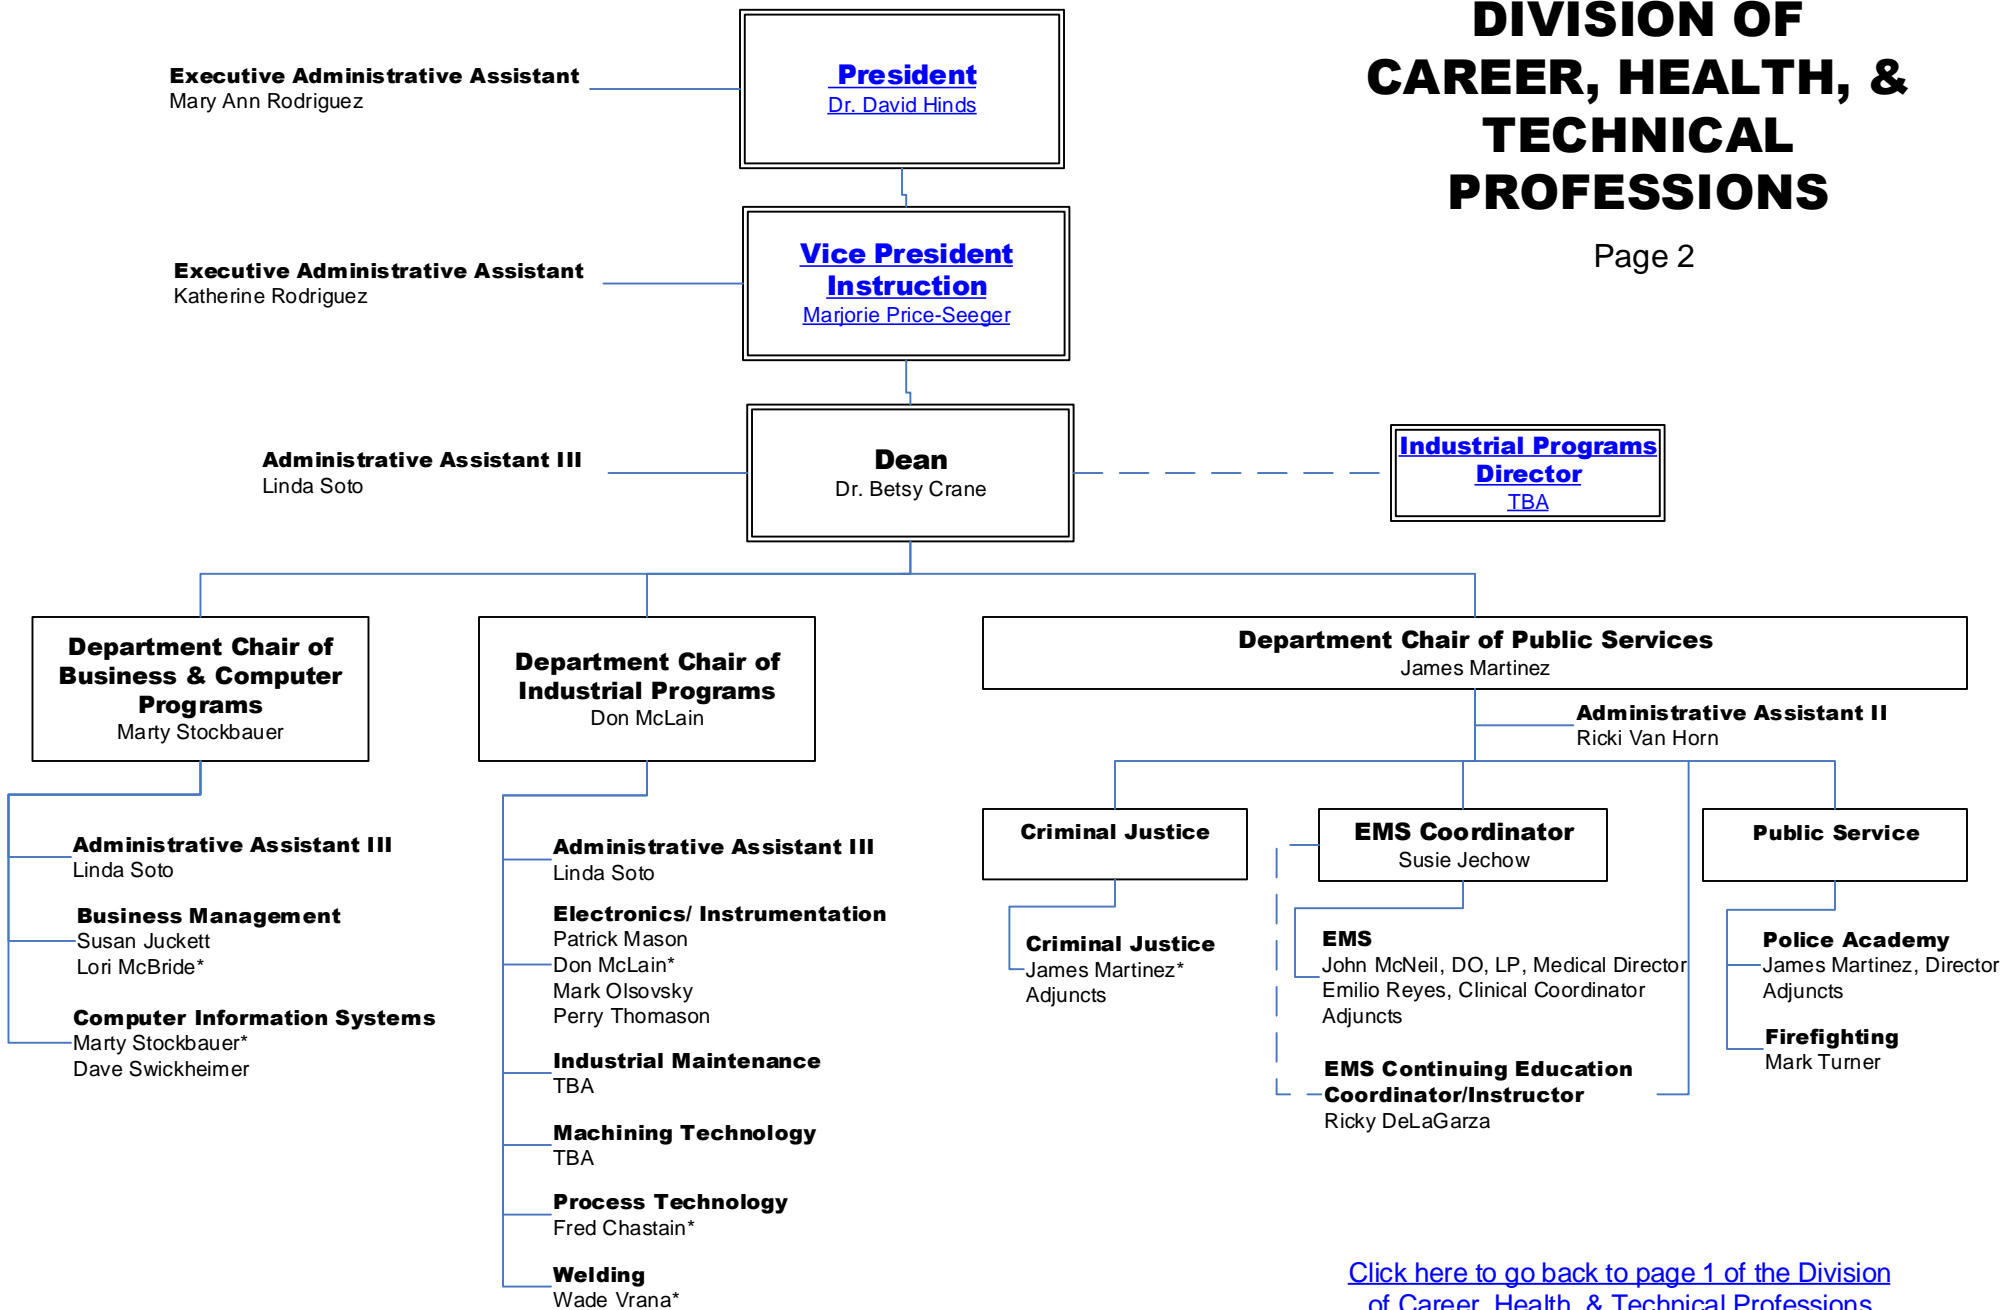 DIVISION OF
CAREER, HEALTH, &
TECHNICAL
PROFESSIONS
Page 2
Executive Administrative Assistant
Mary Ann Rodriguez
President
Dr. David Hinds
Executive Administrative Assistant
Katherine Rodriguez
Vice President
Instruction
Marjorie Price-Seeger
Administrative Assistant III
Linda Soto
Dean
Dr. Betsy Crane
Industrial Programs
Director
TBA
Department Chair of
Business & Computer
Programs
Marty Stockbauer
Administrative Assistant III
Linda Soto
Business Management
Susan Juckett
Lori McBride*
Computer Information Systems
Marty Stockbauer*
Dave Swickheimer
Department Chair of
Industrial Programs
Don McLain
Administrative Assistant III
Linda Soto
Electronics/ Instrumentation
Patrick Mason
Don McLain*
Mark Olsovsky
Perry Thomason
Industrial Maintenance
TBA
Machining Technology
TBA
Process Technology
Fred Chastain*
Welding
Wade Vrana*
Department Chair of Public Services
James Martinez
Administrative Assistant II
Ricki Van Horn
Criminal Justice
Criminal Justice
James Martinez*
Adjuncts
EMS Coordinator
Susie Jechow
EMS
John McNeil, DO, LP, Medical Director
Emilio Reyes, Clinical Coordinator
Adjuncts
EMS Continuing Education
Coordinator/Instructor
Ricky DeLaGarza
Public Service
Police Academy
James Martinez, Director
Adjuncts
Firefighting
Mark Turner
Click here to go back to page 1 of the Division
of Career, Health, & Technical Professions